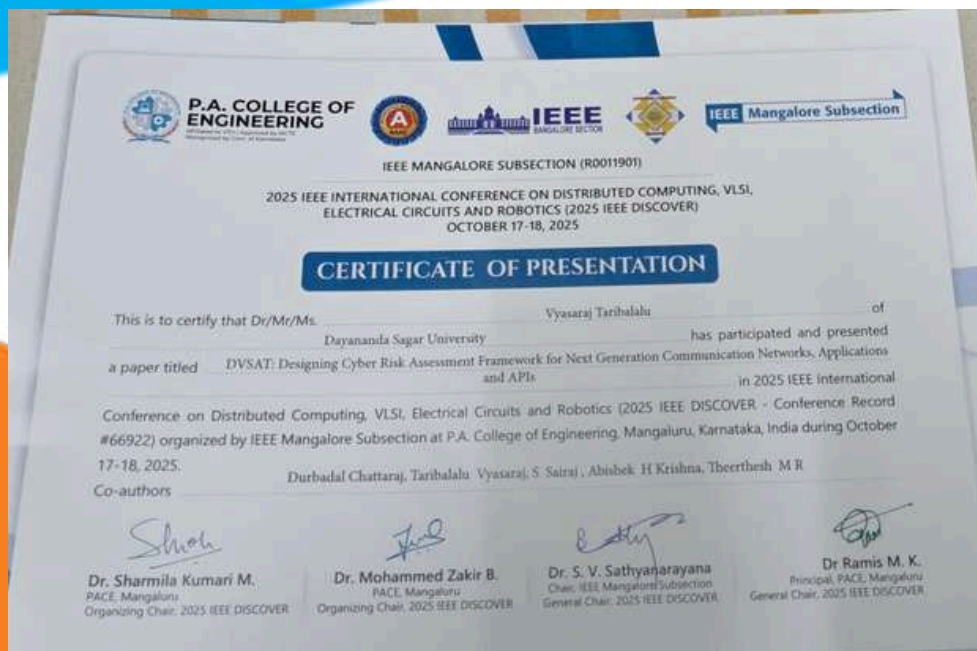 P.A. COLLEGE OF
ENGINEERING
A
IEEE
BANGALORE SECTION
IEEE Mangalore Subsection
IEEE MANGALORE SUBSECTION (R0011901)
2025 IEEE INTERNATIONAL CONFERENCE ON DISTRIBUTED COMPUTING, VLSI,
ELECTRICAL CIRCUITS AND ROBOTICS (2025 IEEE DISCOVER)
OCTOBER 17-18, 2025
CERTIFICATE OF PRESENTATION
This is to certify that Dr/Mr/Ms. Vyasaraj Taribalalu of
Dayananda Sagar University has participated and presented
a paper titled DVSAT: Designing Cyber Risk Assessment Framework for Next Generation Communication Networks, Applications
and APIs in 2025 IEEE International
Conference on Distributed Computing, VLSI, Electrical Circuits and Robotics (2025 IEEE DISCOVER - Conference Record
#66922) organized by IEEE Mangalore Subsection at P.A. College of Engineering, Mangaluru, Karnataka, India during October
17-18, 2025.
Durbadal Chattaraj, Taribalalu Vyasaraj, S. Sairaj , Abishek H Krishna, Theerthesh M R
Co-authors
Dr. Sharmila Kumari M.
PACE, Mangaluru
Organizing Chair, 2025 IEEE DISCOVER
Dr. Mohammed Zakir B.
PACE, Mangaluru
Organizing Chair, 2025 IEEE DISCOVER
Dr. S. V. Sathyanarayana
Chair, IEEE Mangalore Subsection
General Chair, 2025 IEEE DISCOVER
Dr Ramis M. K.
Principal, PACE, Mangaluru
General Chair, 2025 IEEE DISCOVER